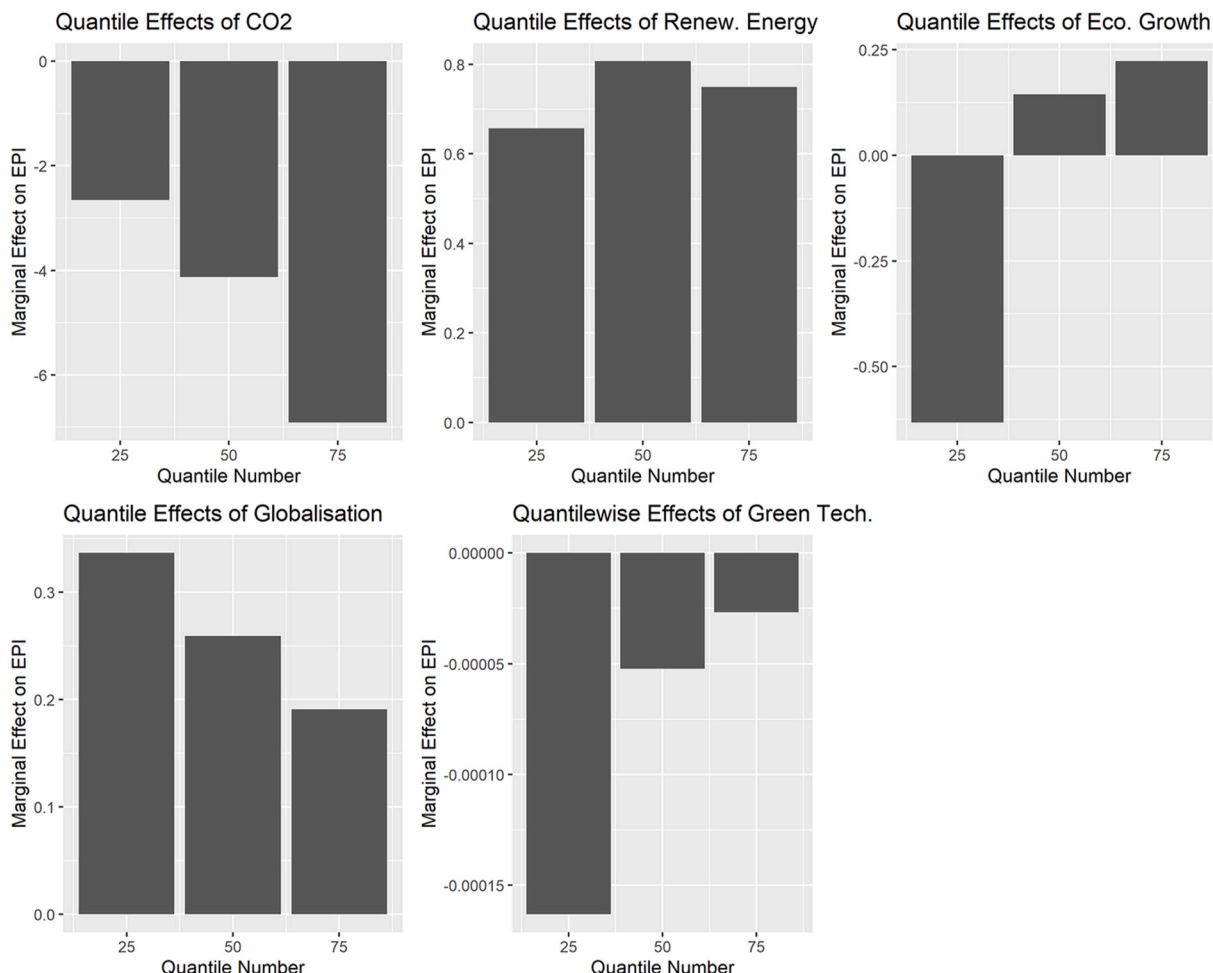 Quantile Effects of CO2
Marginal Effect on EPI
0
-2
-4
-6
25 50 75
Quantile Number
Quantile Effects of Renew. Energy
Marginal Effect on EPI
0.8
0.6
0.4
0.2
0.0
25 50 75
Quantile Number
Quantile Effects of Eco. Growth
Marginal Effect on EPI
0.25
0.00
-0.25
-0.50
25 50 75
Quantile Number
Quantile Effects of Globalisation
Marginal Effect on EPI
0.3
0.2
0.1
0.0
25 50 75
Quantile Number
Quantilewise Effects of Green Tech.
Marginal Effect on EPI
0.00000
-0.00005
-0.00010
-0.00015
25 50 75
Quantile Number